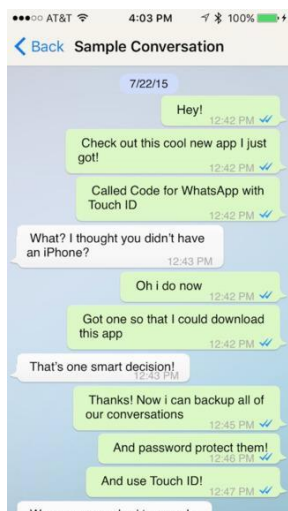 AT&T 4:03 PM 100%
Back Sample Conversation
7/22/15
Hey!
12:42 PM
Check out this cool new app I just
got!
12:42 PM
Called Code for WhatsApp with
Touch ID
12:42 PM
What? I thought you didn't have
an iPhone?
12:43 PM
Oh i do now
12:42 PM
Got one so that I could download
this app
12:42 PM
That's one smart decision!
12:43 PM
Thanks! Now i can backup all of
our conversations
12:45 PM
And password protect them!
12:46 PM
And use Touch ID!
12:47 PM